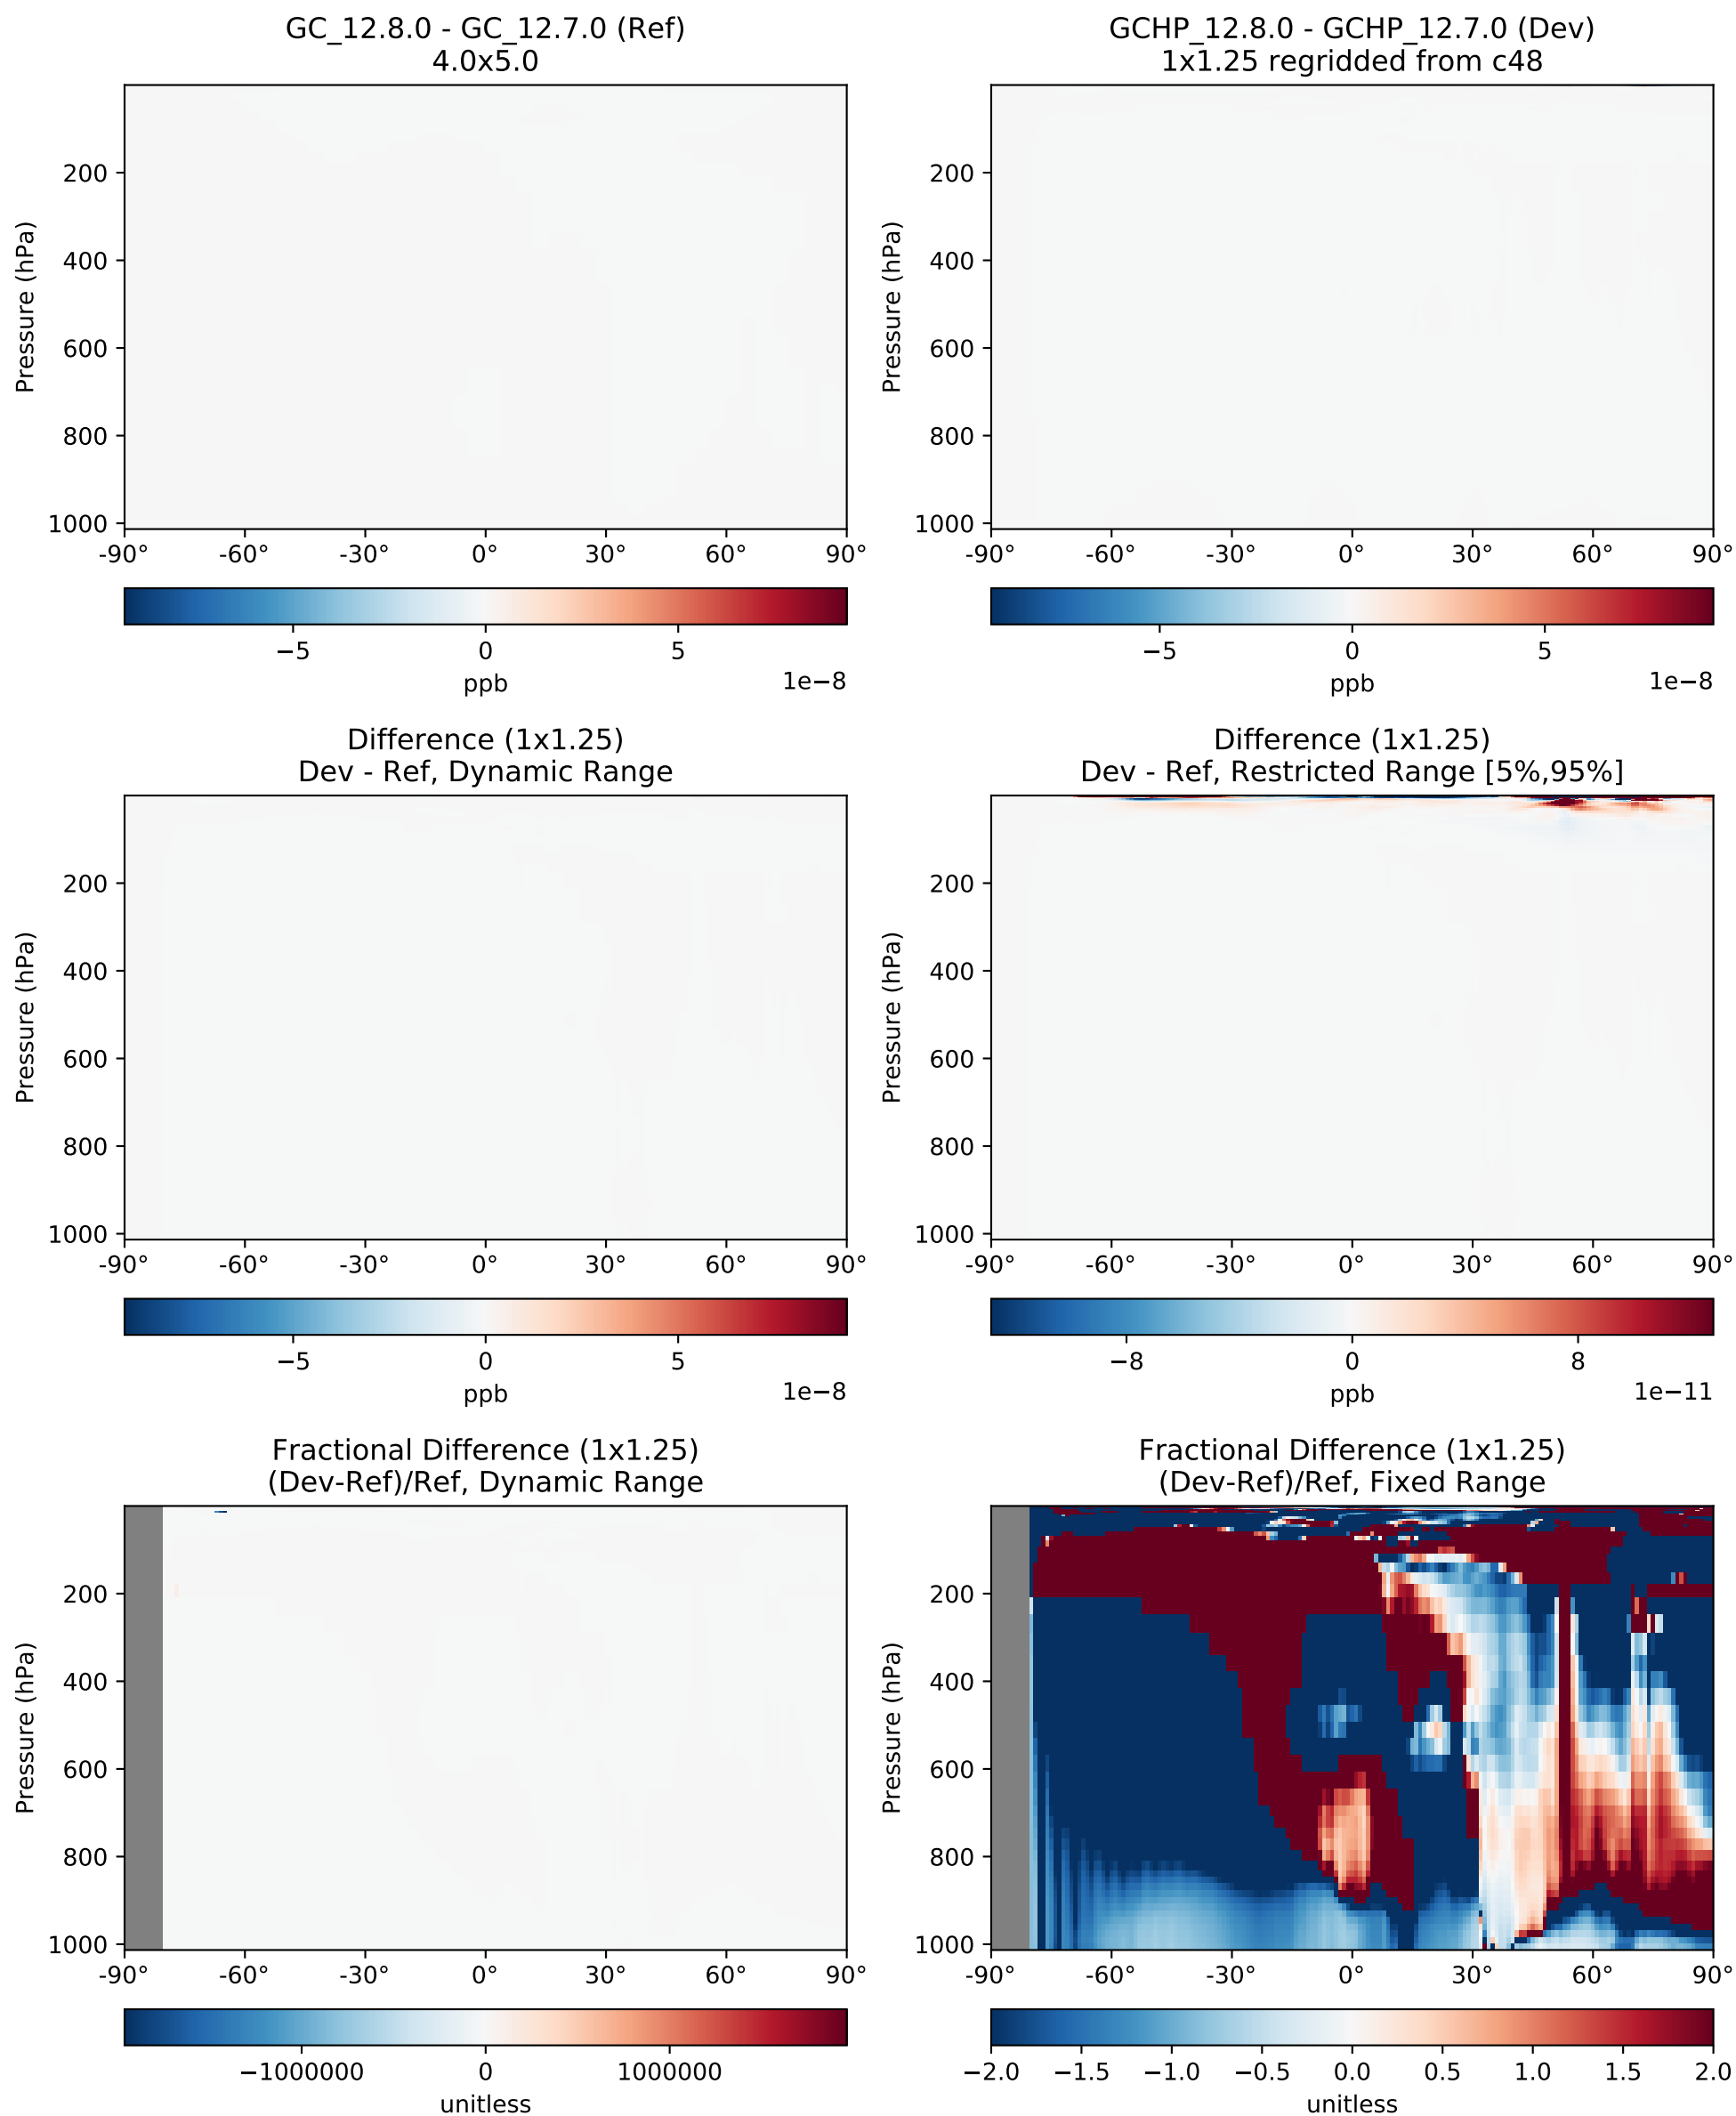 GC_12.8.0 - GC_12.7.0 (Ref)
4.0x5.0
Pressure (hPa)
200
400
600
800
1000
-90° -60° -30° 0° 30° 60° 90°
−5 0 5
ppb
1e−8
GCHP_12.8.0 - GCHP_12.7.0 (Dev)
1x1.25 regridded from c48
Pressure (hPa)
200
400
600
800
1000
-90° -60° -30° 0° 30° 60° 90°
−5 0 5
ppb
1e−8
Difference (1x1.25)
Dev - Ref, Dynamic Range
Pressure (hPa)
200
400
600
800
1000
-90° -60° -30° 0° 30° 60° 90°
−5 0 5
ppb
1e−8
Difference (1x1.25)
Dev - Ref, Restricted Range [5%,95%]
Pressure (hPa)
200
400
600
800
1000
-90° -60° -30° 0° 30° 60° 90°
−8 0 8
ppb
1e−11
Fractional Difference (1x1.25)
(Dev-Ref)/Ref, Dynamic Range
Pressure (hPa)
200
400
600
800
1000
-90° -60° -30° 0° 30° 60° 90°
−1000000 0 1000000
unitless
Fractional Difference (1x1.25)
(Dev-Ref)/Ref, Fixed Range
Pressure (hPa)
200
400
600
800
1000
-90° -60° -30° 0° 30° 60° 90°
−2.0 −1.5 −1.0 −0.5 0.0 0.5 1.0 1.5 2.0
unitless